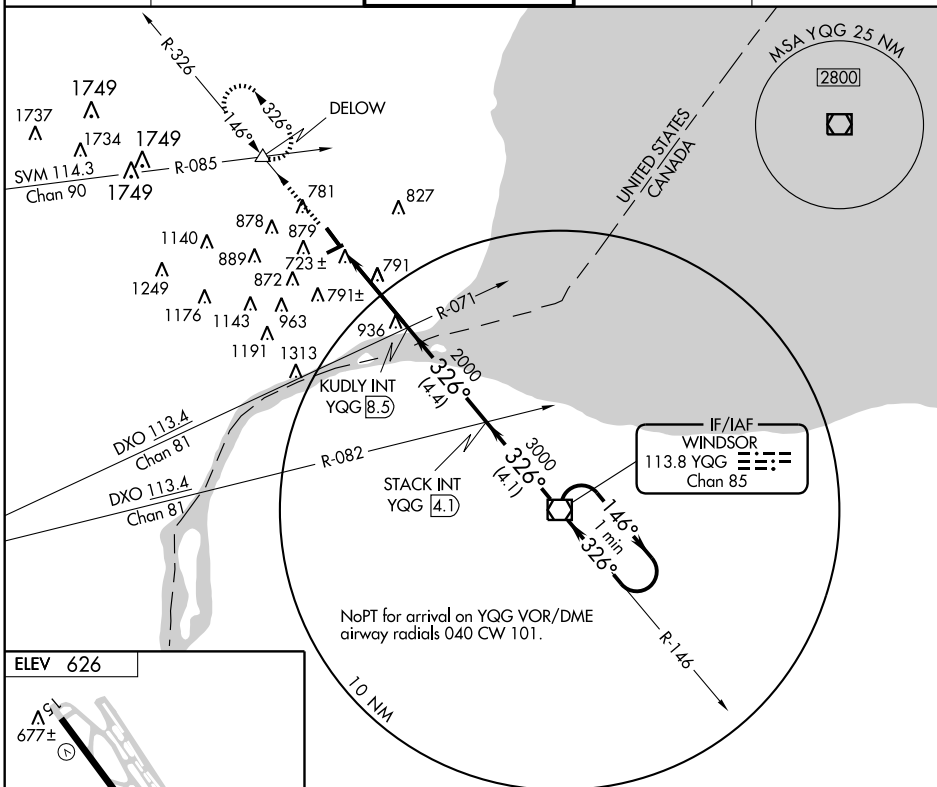 R-326
MSA YQG 25 NM
2800
1749
1737
1734
1749
1749
146°
326°
DELOW
SVM 114.3
Chan 90
R-085
UNITED STATES
CANADA
781
827
878
879
1140
889
723 ±
791
872
1249
791±
1176
1143
963
936
1191
R-071
1313
KUDLY INT
YQG 8.5
2000
326°
(4.4)
DXO 113.4
Chan 81
R-082
DXO 113.4
Chan 81
STACK INT
YQG 4.1
3000
326°
(4.1)
IF/IAF
WINDSOR
113.8 YQG
Chan 85
146°
1 min
326°
NoPT for arrival on YQG VOR/DME
airway radials 040 CW 101.
R-146
10 NM
ELEV 626
15
677±
V